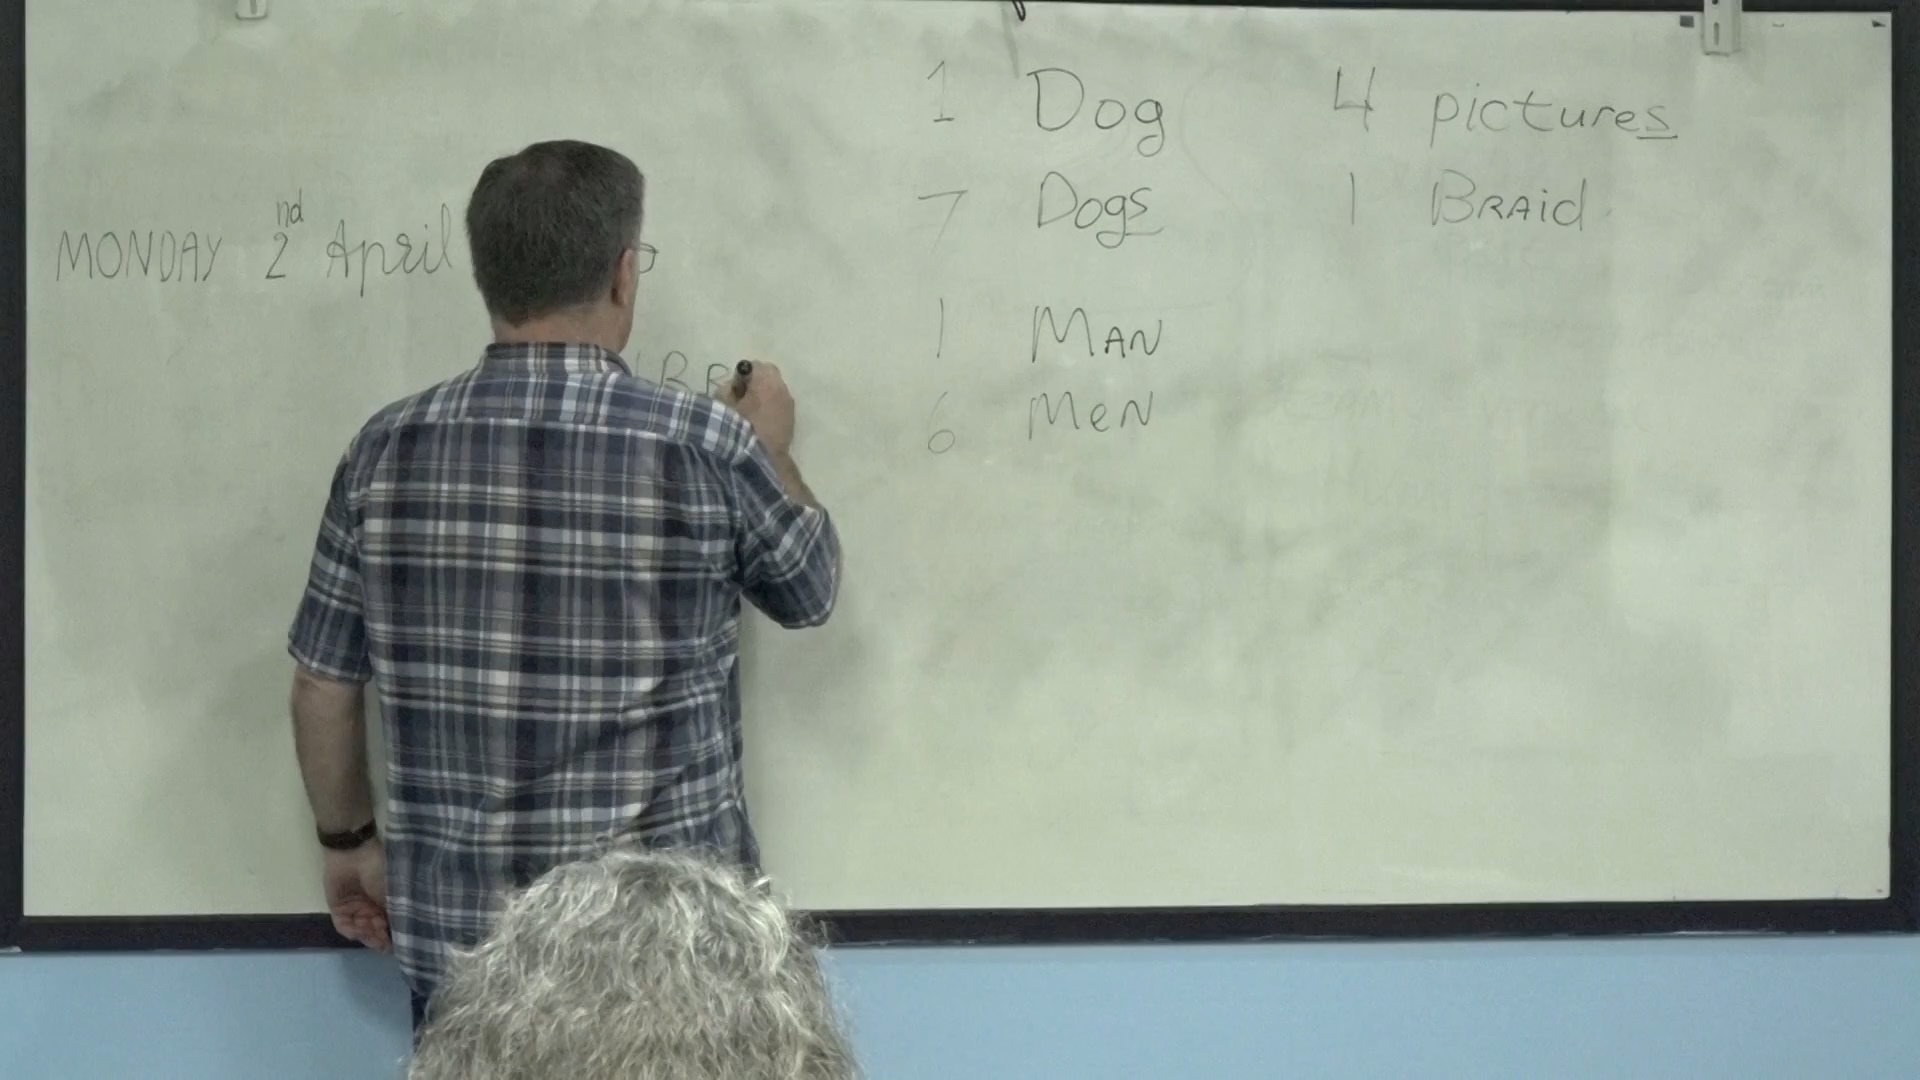 MONDAY 2nd April
1 Dog
7 Dogs
1 MAN
6 MeN
4 pictures
1 BRAid